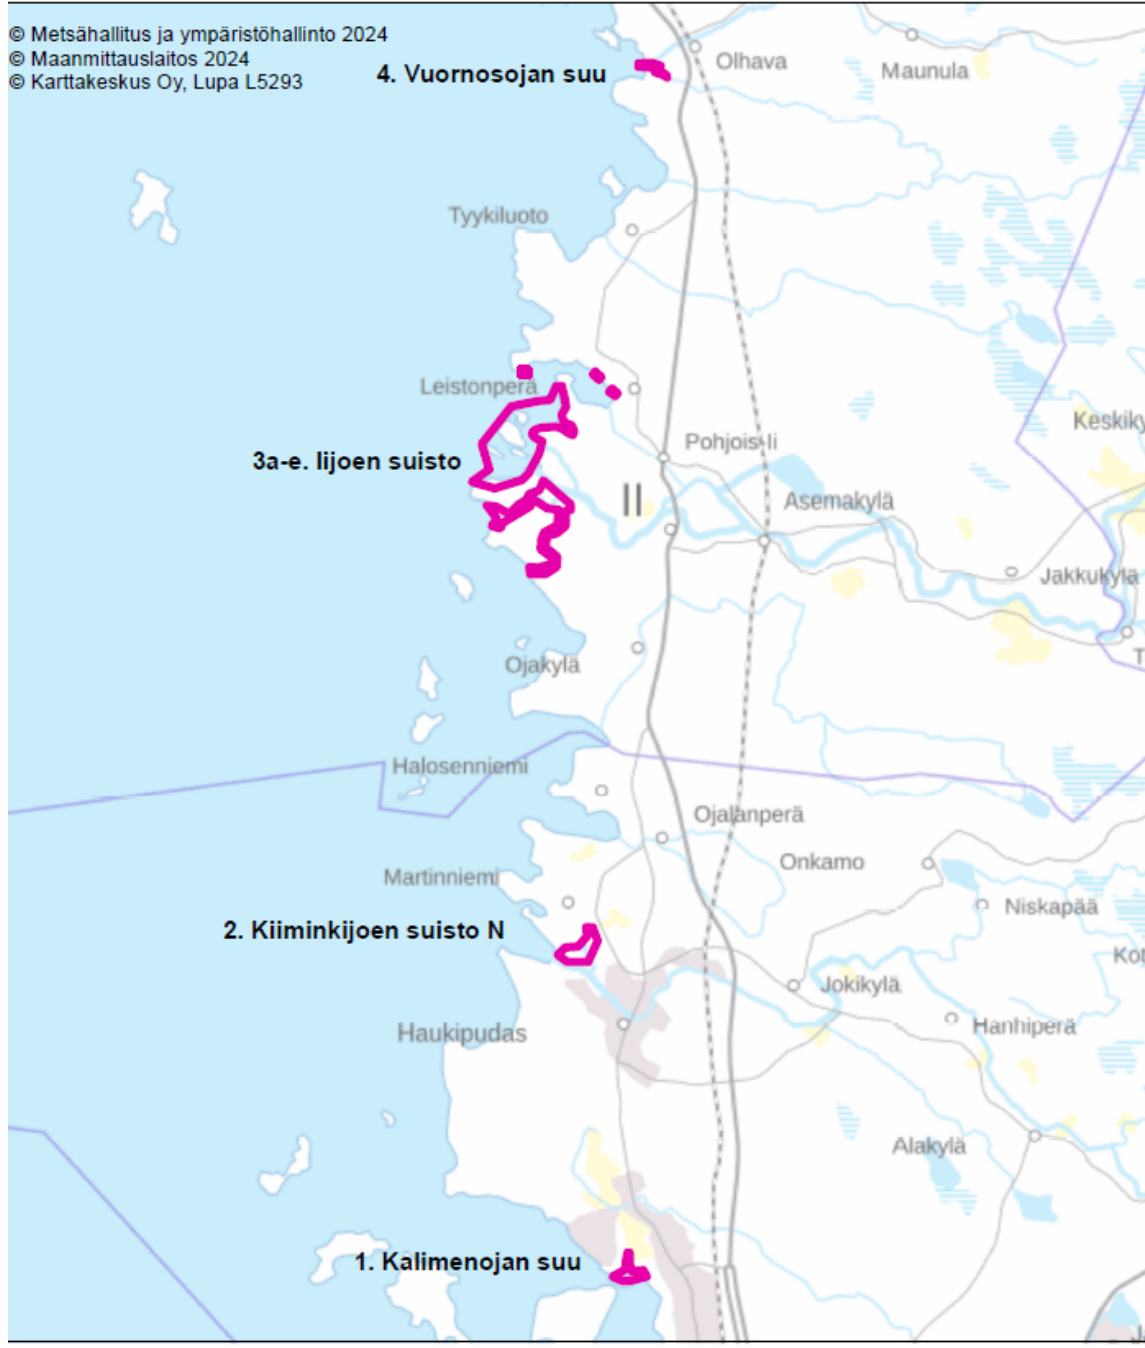 © Metsähallitus ja ympäristöhallinto 2024
© Maanmittauslaitos 2024
© Karttakeskus Oy, Lupa L5293
4. Vuornosojan suu
Olhava
Maunula
Tyykiluoto
Leistonperä
Keskiky
Pohjois-Ii
3a-e. Iijoen suisto
II
Asemakylä
Jakkukylä
T
Ojakylä
Halosenniemi
Ojalanperä
Onkamo
Martinniemi
Niskapää
2. Kiiminkijoen suisto N
Kot
Jokikylä
Haukipudas
Hanhiperä
Alakylä
1. Kalimenojan suu